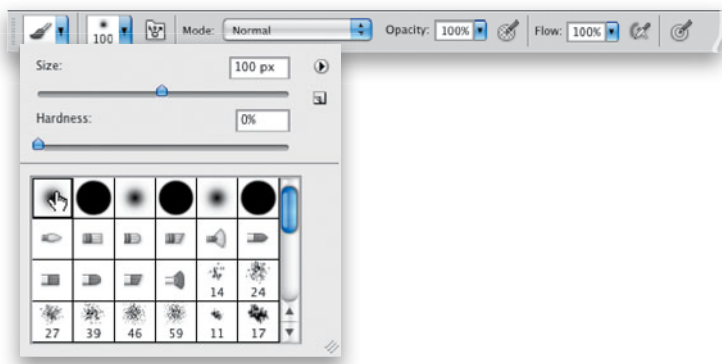 100 Mode: Normal Opacity: 100% Flow: 100%
Size: 100 px
Hardness: 0%
14 24
27 39 46 59 11 17